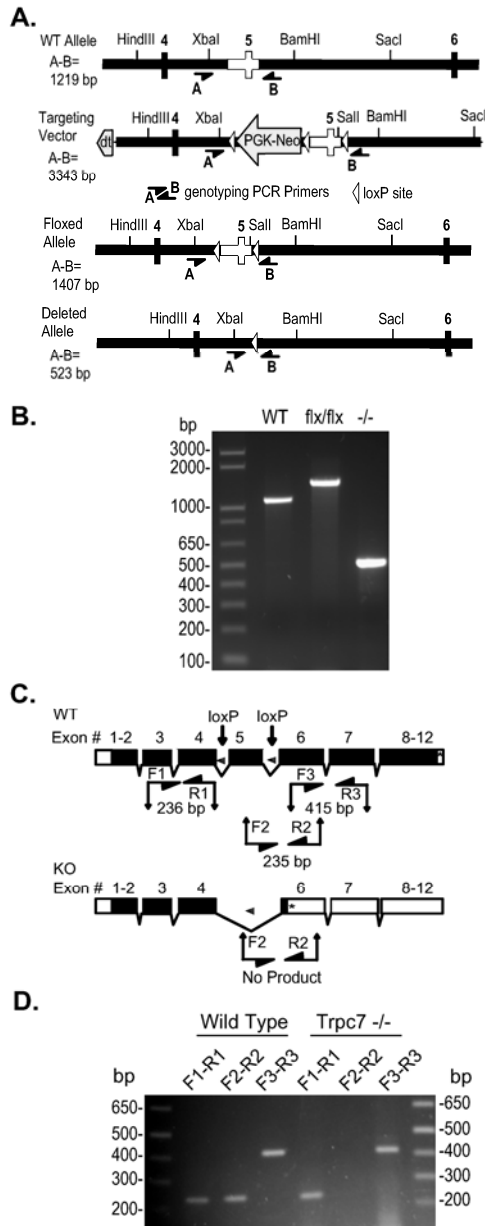 A.
WT Allele
A-B=
1219 bp
HindIII 4 XbaI 5 BamHI SacI 6
A B
Targeting
Vector
A-B=
3343 bp
HindIII 4 XbaI 5 SalI BamHI SacI
dt PGK-Neo
A B
A B genotyping PCR Primers loxP site
Floxed
Allele
A-B=
1407 bp
HindIII 4 XbaI 5 SalI BamHI SacI 6
A B
Deleted
Allele
A-B=
523 bp
HindIII 4 XbaI BamHI SacI 6
A B
B.
bp WT flx/flx -/-
3000-
2000-
1000-
650-
500-
400-
300-
200-
100-
C.
WT
loxP loxP
Exon # 1-2 3 4 5 6 7 8-12
F1 R1 F3 R3
236 bp 415 bp
F2 R2
235 bp
KO
Exon # 1-2 3 4 6 7 8-12
*
F2 R2
No Product
D.
Wild Type Trpc7 -/-
bp F1-R1 F2-R2 F3-R3 F1-R1 F2-R2 F3-R3 bp
650- -650
500- -500
400- -400
300- -300
200- -200